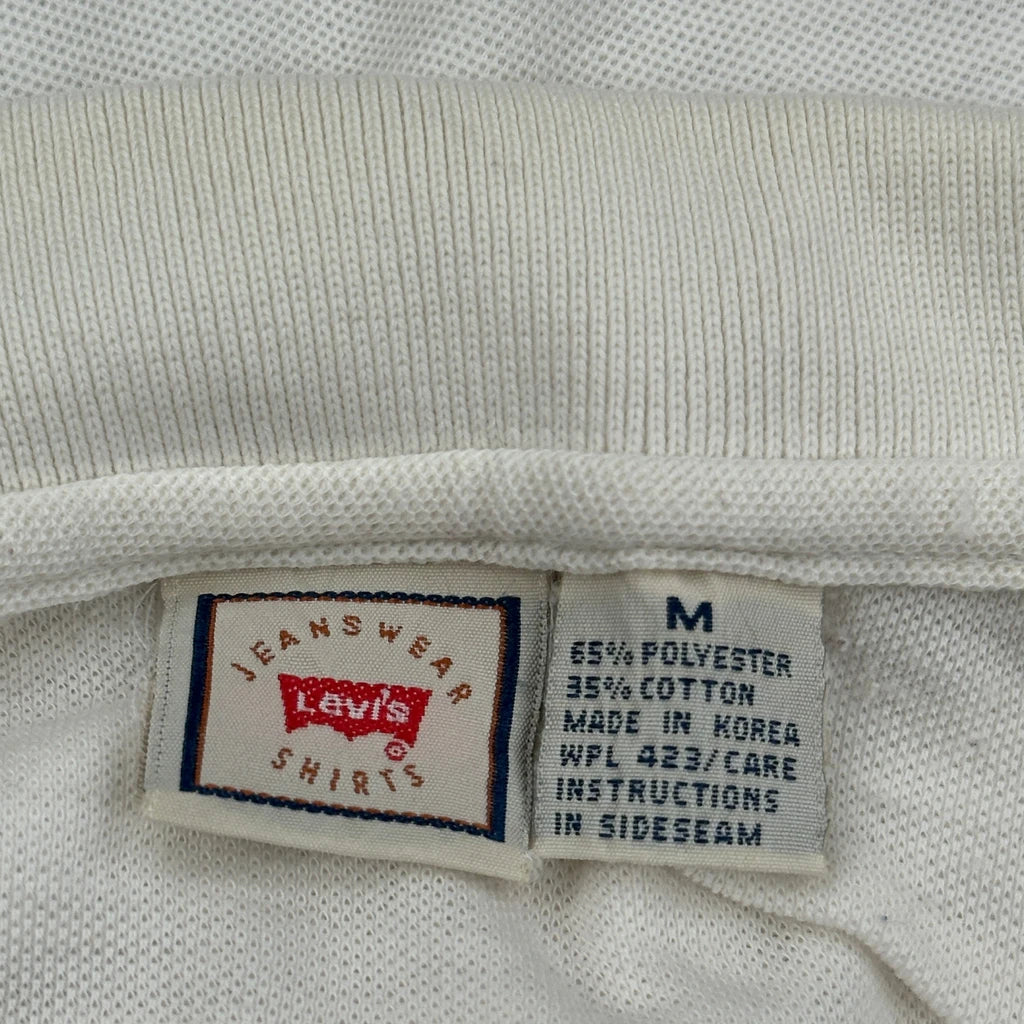 JEANSWEAR
Levi's
®
SHIRTS
M
65% POLYESTER
35% COTTON
MADE IN KOREA
WPL 423/CARE
INSTRUCTIONS
IN SIDESEAM